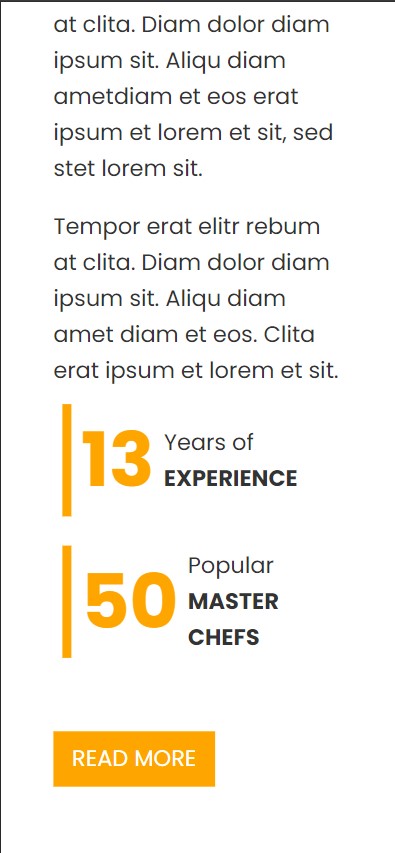 at clita. Diam dolor diam
ipsum sit. Aliqu diam
ametdiam et eos erat
ipsum et lorem et sit, sed
stet lorem sit.
Tempor erat elitr rebum
at clita. Diam dolor diam
ipsum sit. Aliqu diam
amet diam et eos. Clita
erat ipsum et lorem et sit.
13
Years of
EXPERIENCE
50
Popular
MASTER
CHEFS
READ MORE